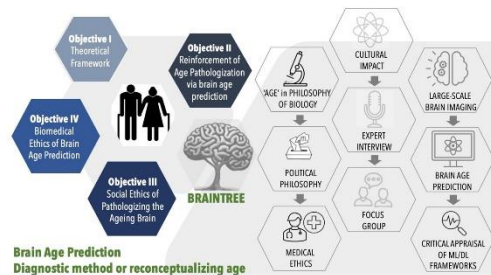 Objective I
Theoretical
Framework
Objective II
Reinforcement of
Age Pathologization
via brain age
prediction
Objective IV
Biomedical
Ethics of Brain
Age Prediction
Objective III
Social Ethics of
Pathologizing the
Ageing Brain
BRAINTREE
Brain Age Prediction
Diagnostic method or reconceptualizing age
CULTURAL
IMPACT
'AGE' in PHILOSOPHY
OF BIOLOGY
LARGE-SCALE
BRAIN IMAGING
EXPERT
INTERVIEW
POLITICAL
PHILOSOPHY
BRAIN AGE
PREDICTION
FOCUS
GROUP
MEDICAL
ETHICS
CRITICAL APPRAISAL
OF ML/DL
FRAMEWORKS